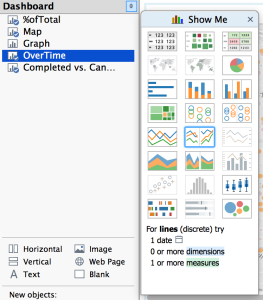 Dashboard
%ofTotal
Map
Graph
OverTime
Completed vs. Can...
Horizontal
Image
Vertical
Web Page
A Text
Blank
New objects:
Show Me
For lines (discrete) try
1 date
0 or more dimensions
1 or more measures